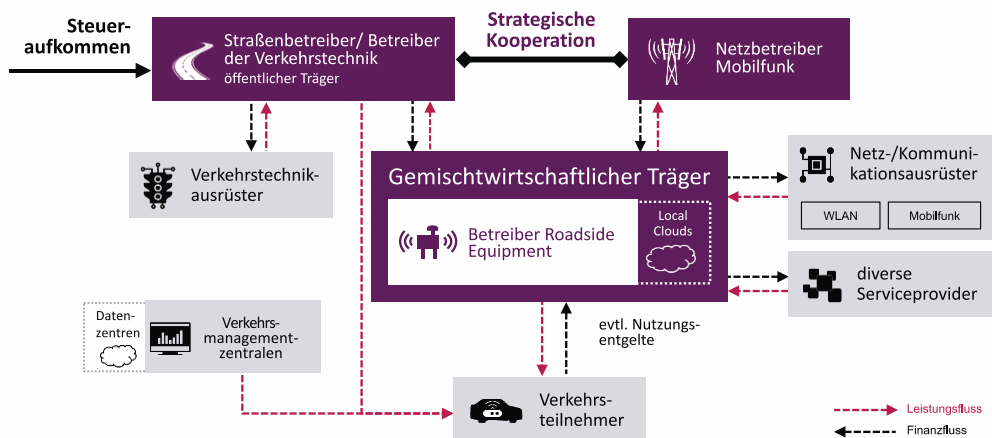 Steuer-
aufkommen
Straßenbetreiber/ Betreiber
der Verkehrstechnik
öffentlicher Träger
Strategische
Kooperation
Netzbetreiber
Mobilfunk
Verkehrstechnik-
ausrüster
Gemischtwirtschaftlicher Träger
Betreiber Roadside
Equipment
Local
Clouds
Netz-/Kommuni-
kationsausrüster
WLAN
Mobilfunk
diverse
Serviceprovider
Daten-
zentren
Verkehrs-
management-
zentralen
evtl. Nutzungs-
entgelte
Verkehrs-
teilnehmer
Leistungsfluss
Finanzfluss